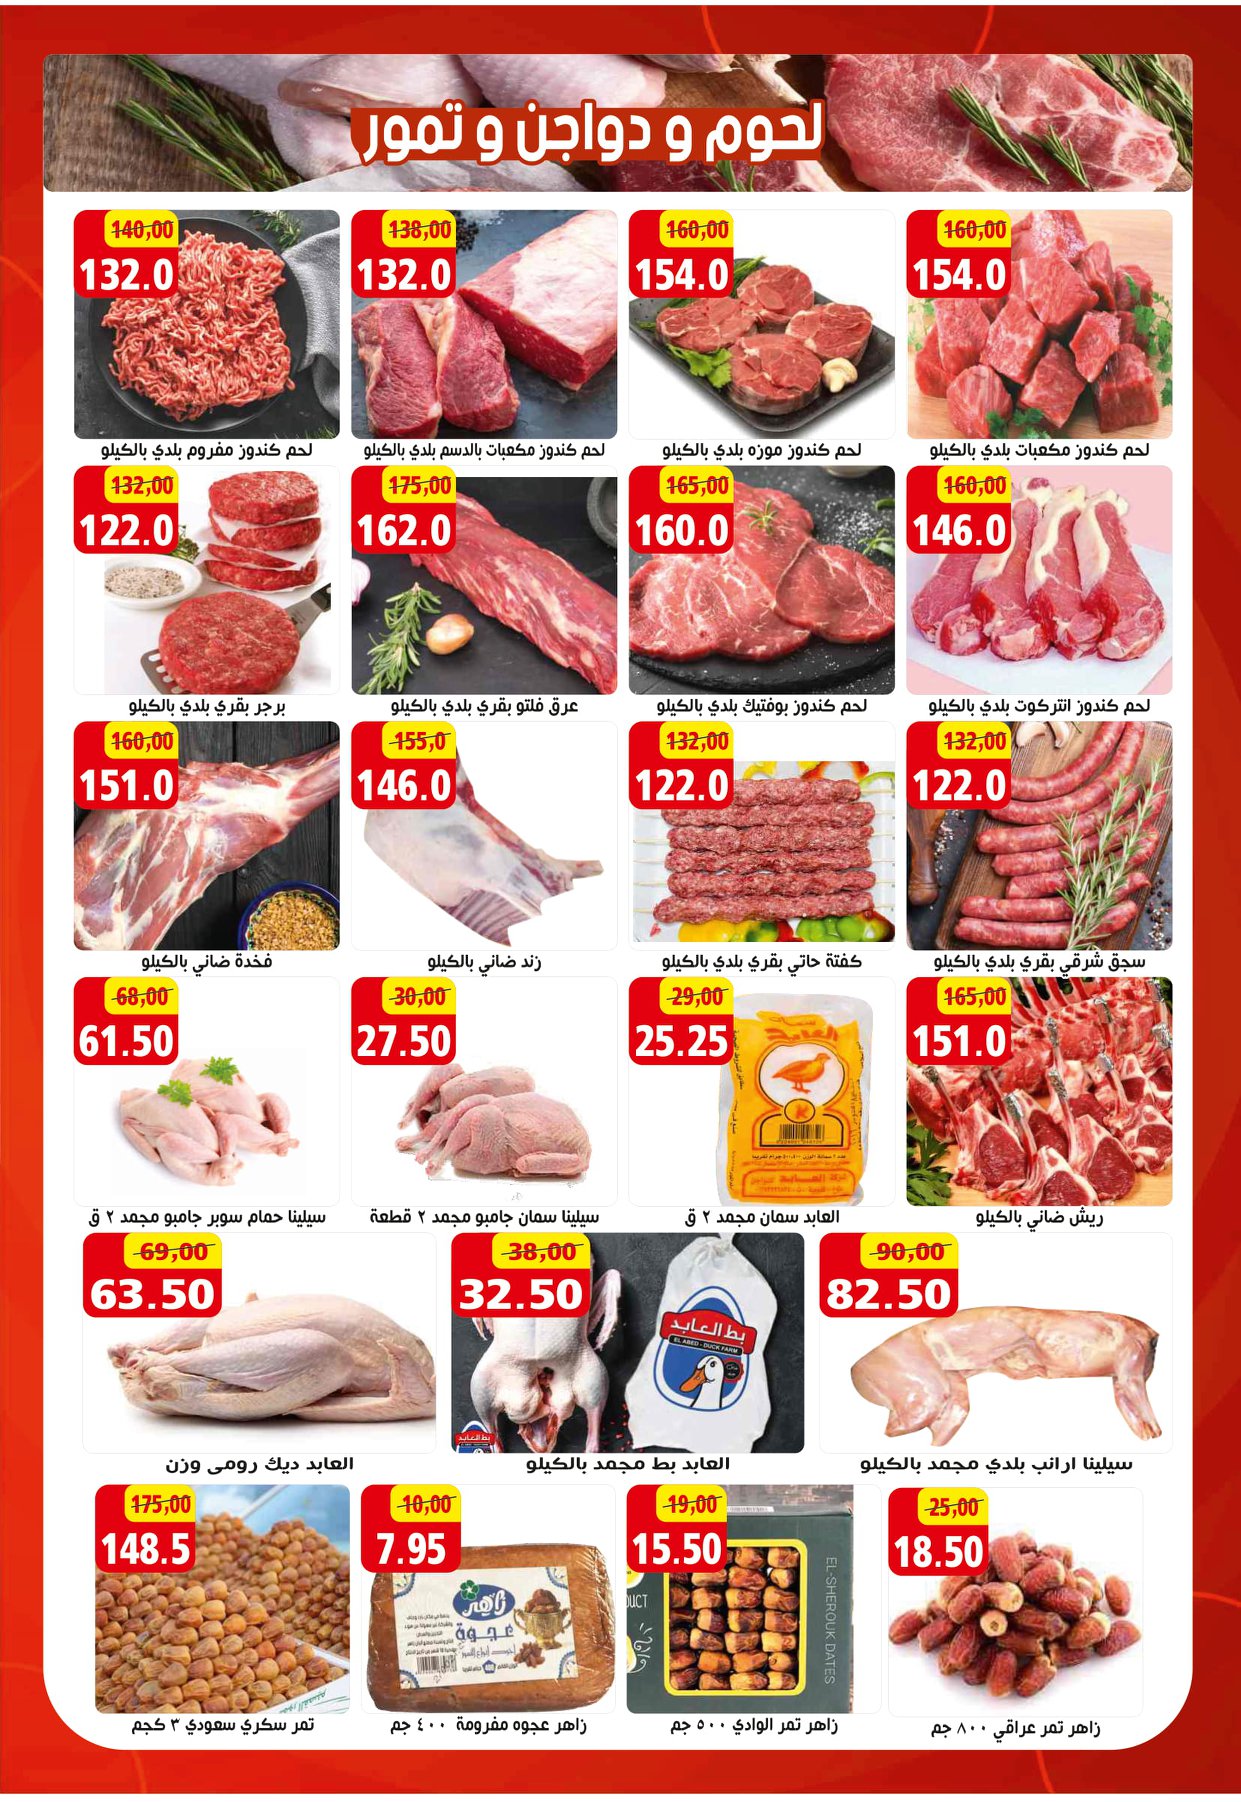 لحوم و دواجن و تمور
160,00
154.0
لحم كندوز مكعبات بلدي بالكيلو
160,00
154.0
لحم كندوز موزه بلدي بالكيلو
138,00
132.0
لحم كندوز مكعبات بالدسم بلدي بالكيلو
140,00
132.0
لحم كندوز مفروم بلدي بالكيلو
160,00
146.0
لحم كندوز انتركوت بلدي بالكيلو
165,00
160.0
لحم كندوز بوفتيك بلدي بالكيلو
175,00
162.0
عرق فلتو بقري بلدي بالكيلو
132,00
122.0
برجر بقري بلدي بالكيلو
132,00
122.0
سجق شرقي بقري بلدي بالكيلو
132,00
122.0
كفتة حاتي بقري بلدي بالكيلو
155,0
146.0
زند ضاني بالكيلو
160,00
151.0
فخدة ضاني بالكيلو
165,00
151.0
ريش ضاني بالكيلو
29,00
25.25
العابد سمان مجمد ٢ ق
30,00
27.50
سيلينا سمان جامبو مجمد ٢ قطعة
68,00
61.50
سيلينا حمام سوبر جامبو مجمد ٢ ق
90,00
82.50
سيلينا ارانب بلدي مجمد بالكيلو
38,00
32.50
بط العابد
EL ABED - DUCK FARM
بط العابد
العابد بط مجمد بالكيلو
69,00
63.50
العابد ديك رومى وزن
25,00
18.50
زاهر تمر عراقي ٨٠٠ جم
19,00
15.50
EL-SHEROUK DATES
زاهر تمر الوادي ٥٠٠ جم
10,00
7.95
زاهر
عجوة
زاهر عجوه مفرومة ٤٠٠ جم
175,00
148.5
تمر سكري سعودي ٣ كجم